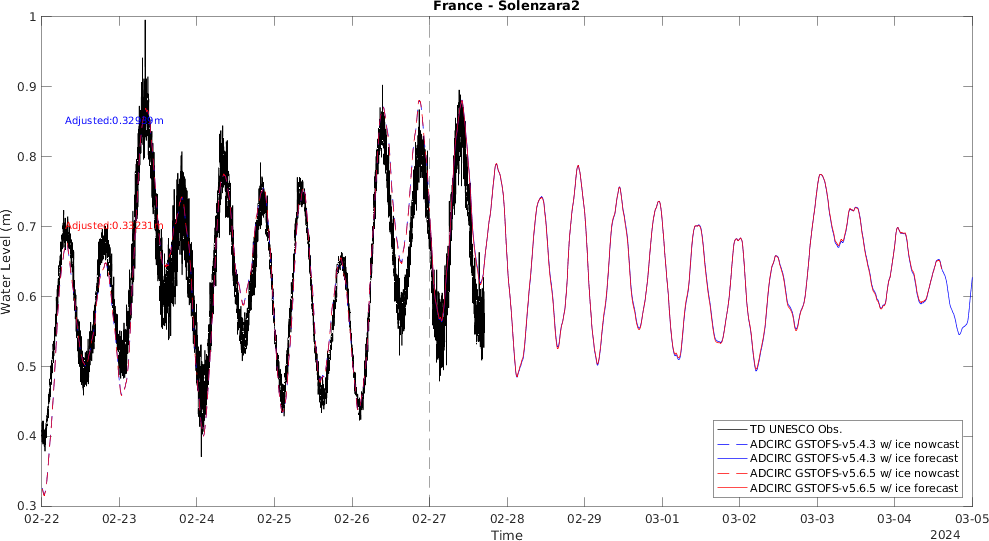 France - Solenzara2
Water Level (m)
1
0.9
0.8
0.7
0.6
0.5
0.4
0.3
Adjusted:0.32949m
Adjusted:0.33231m
TD UNESCO Obs.
ADCIRC GSTOFS-v5.4.3 w/ ice nowcast
ADCIRC GSTOFS-v5.4.3 w/ ice forecast
ADCIRC GSTOFS-v5.6.5 w/ ice nowcast
ADCIRC GSTOFS-v5.6.5 w/ ice forecast
02-22 02-23 02-24 02-25 02-26 02-27 02-28 02-29 03-01 03-02 03-03 03-04 03-05
Time
2024